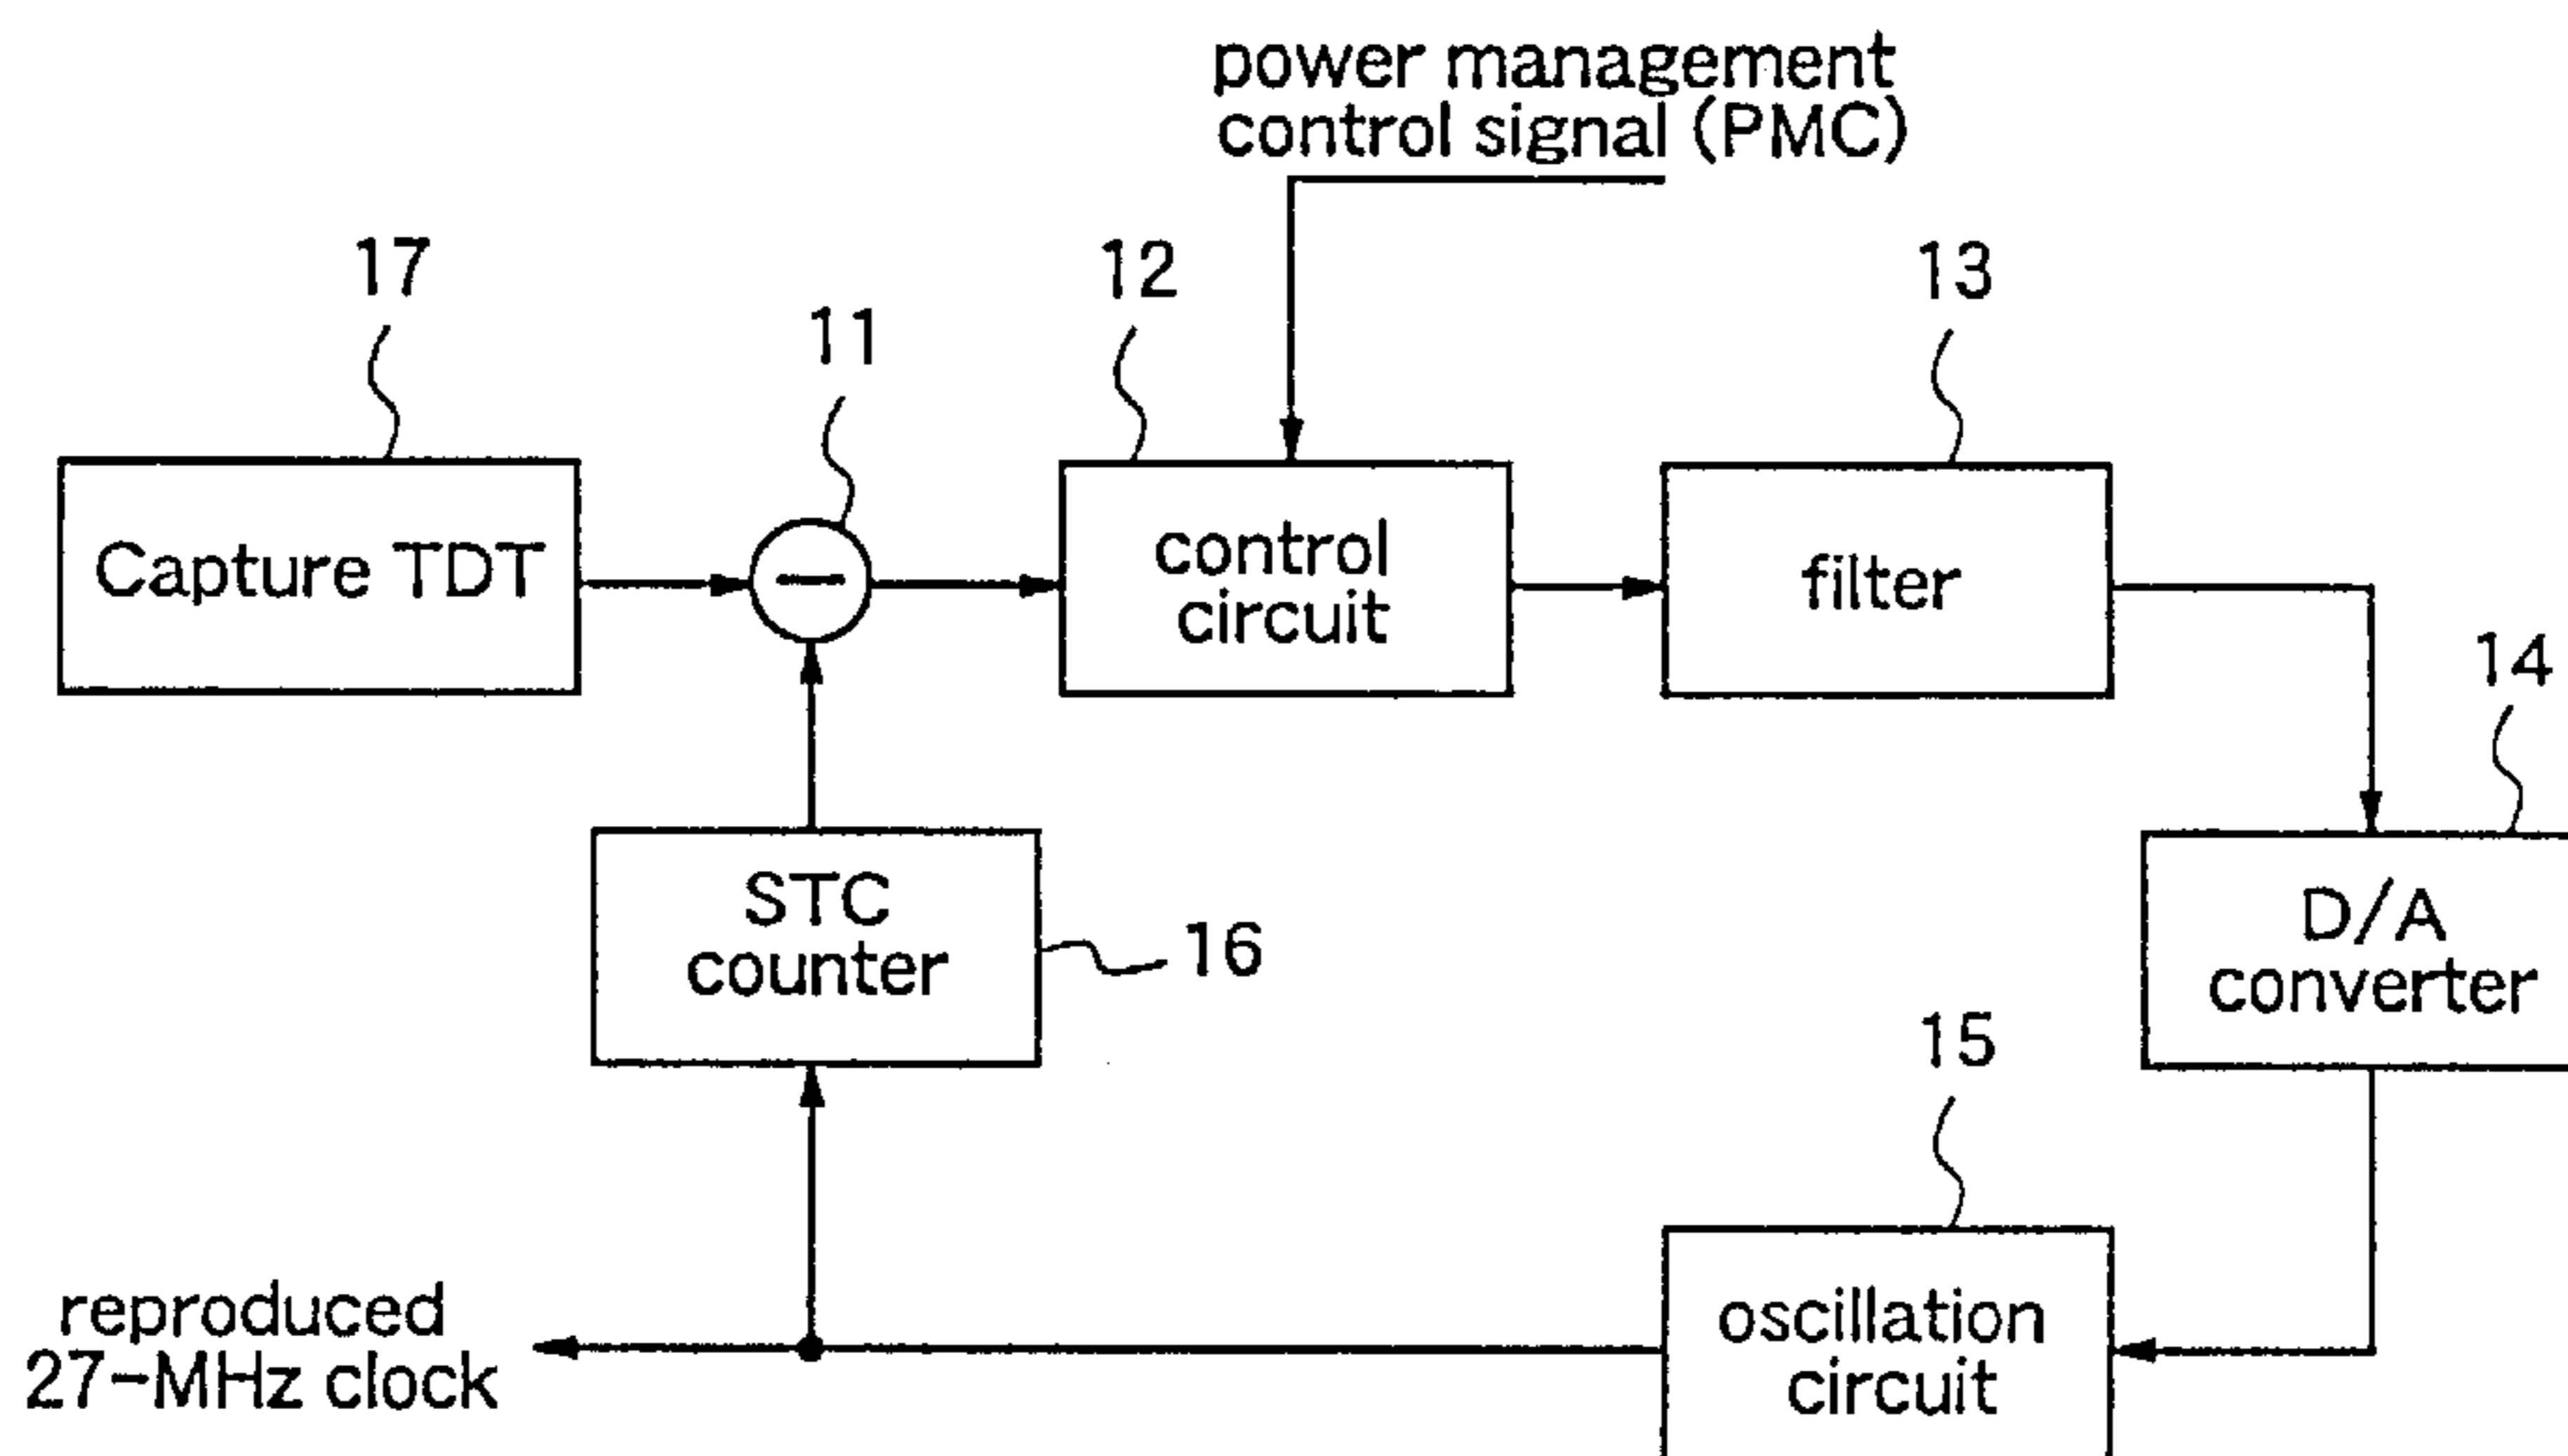 power management
control signal (PMC)
17
12
13
11
Capture TDT
control
circuit
filter
14
STC
counter
16
D/A
converter
15
reproduced
27-MHz clock
oscillation
circuit